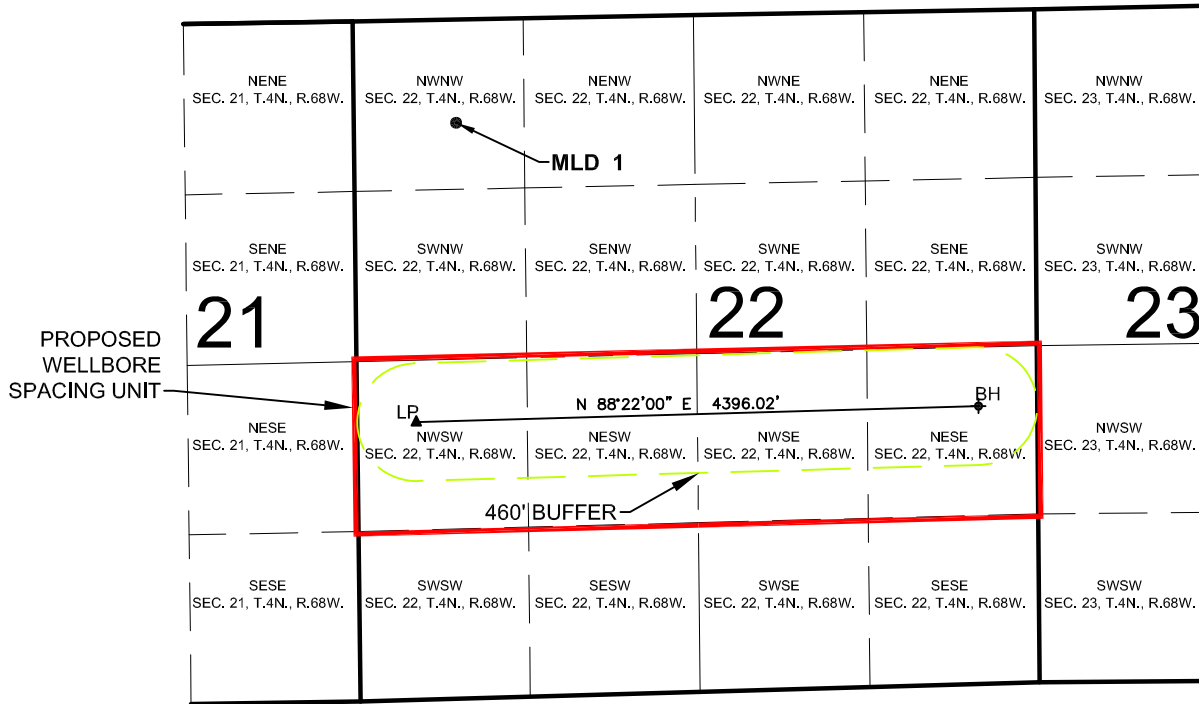 NENE
SEC. 21, T.4N., R.68W.
NWNW
SEC. 22, T.4N., R.68W.
NENW
SEC. 22, T.4N., R.68W.
NWNE
SEC. 22, T.4N., R.68W.
NENE
SEC. 22, T.4N., R.68W.
NWNW
SEC. 23, T.4N., R.68W.
MLD 1
SENE
SEC. 21, T.4N., R.68W.
SWNW
SEC. 22, T.4N., R.68W.
SENW
SEC. 22, T.4N., R.68W.
SWNE
SEC. 22, T.4N., R.68W.
SENE
SEC. 22, T.4N., R.68W.
SWNW
SEC. 23, T.4N., R.68W.
21
22
23
PROPOSED
WELLBORE
SPACING UNIT
N 88°22'00" E 4396.02'
LP
BH
NESE
SEC. 21, T.4N., R.68W.
NWSW
SEC. 22, T.4N., R.68W.
NESW
SEC. 22, T.4N., R.68W.
NWSE
SEC. 22, T.4N., R.68W.
NESE
SEC. 22, T.4N., R.68W.
NWSW
SEC. 23, T.4N., R.68W.
460' BUFFER
SESE
SEC. 21, T.4N., R.68W.
SWSW
SEC. 22, T.4N., R.68W.
SESW
SEC. 22, T.4N., R.68W.
SWSE
SEC. 22, T.4N., R.68W.
SESE
SEC. 22, T.4N., R.68W.
SWSW
SEC. 23, T.4N., R.68W.